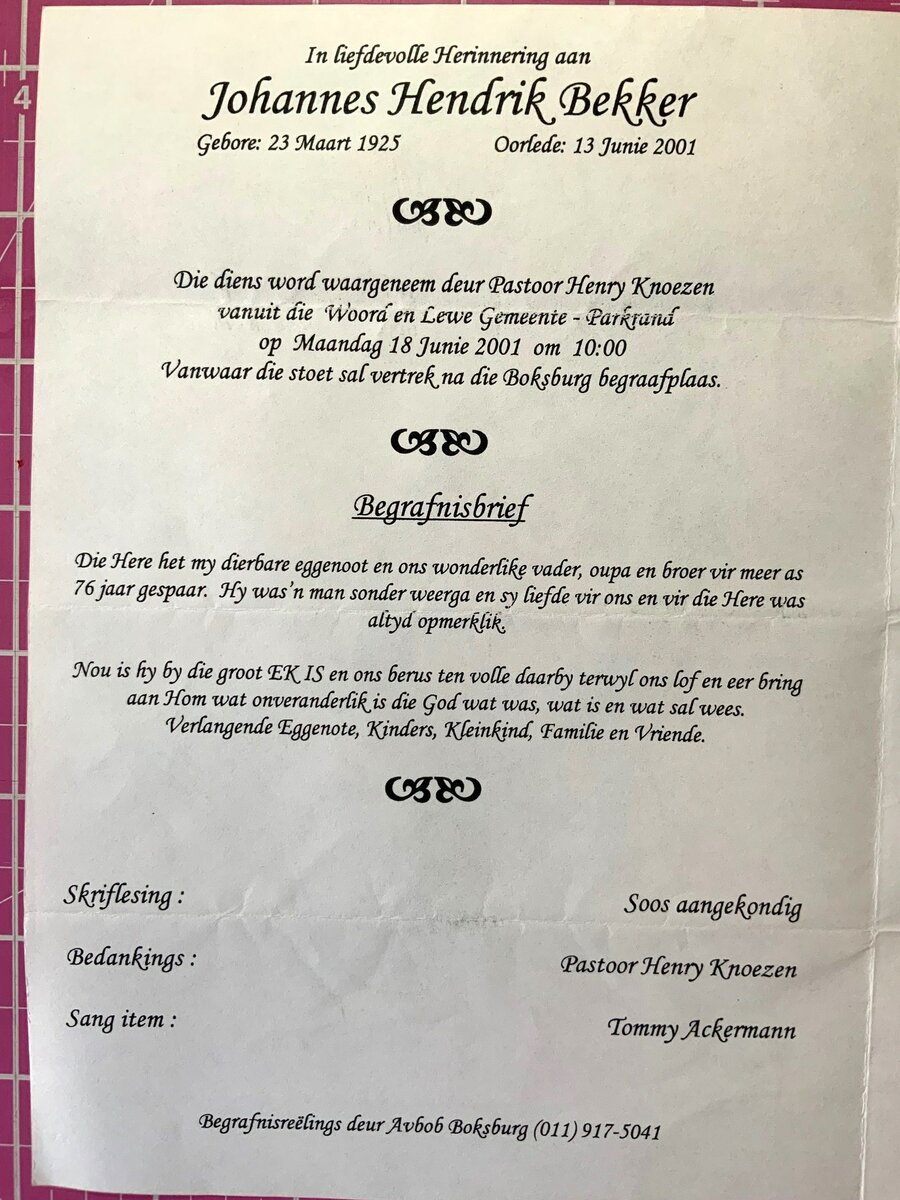 4
In liefdevolle Herinnering aan
Johannes Hendrik Bekker
Gebore: 23 Maart 1925 Oorlede: 13 Junie 2001
Die diens word waargeneem deur Pastoor Henry Knoezen
vanuit die Woord en Lewe Gemeente - Parkrand
op Maandag 18 Junie 2001 om 10:00
Vanwaar die stoet sal vertrek na die Boksburg begraafplaas.
Begrafnisbrief
Die Here het my dierbare eggenoot en ons wonderlike vader, oupa en broer vir meer as
76 jaar gespaar. Hy was'n man sonder weerga en sy liefde vir ons en vir die Here was
altyd opmerklik.
Nou is hy by die groot EK IS en ons berus ten volle daarby terwyl ons lof en eer bring
aan Hom wat onveranderlik is die God wat was, wat is en wat sal wees.
Verlangende Eggenote, Kinders, Kleinkind, Familie en Vriende.
Skriflesing : Soos aangekondig
Bedankings : Pastoor Henry Knoezen
Sang item : Tommy Ackermann
Begrafnisreëlings deur Avbob Boksburg (011) 917-5041